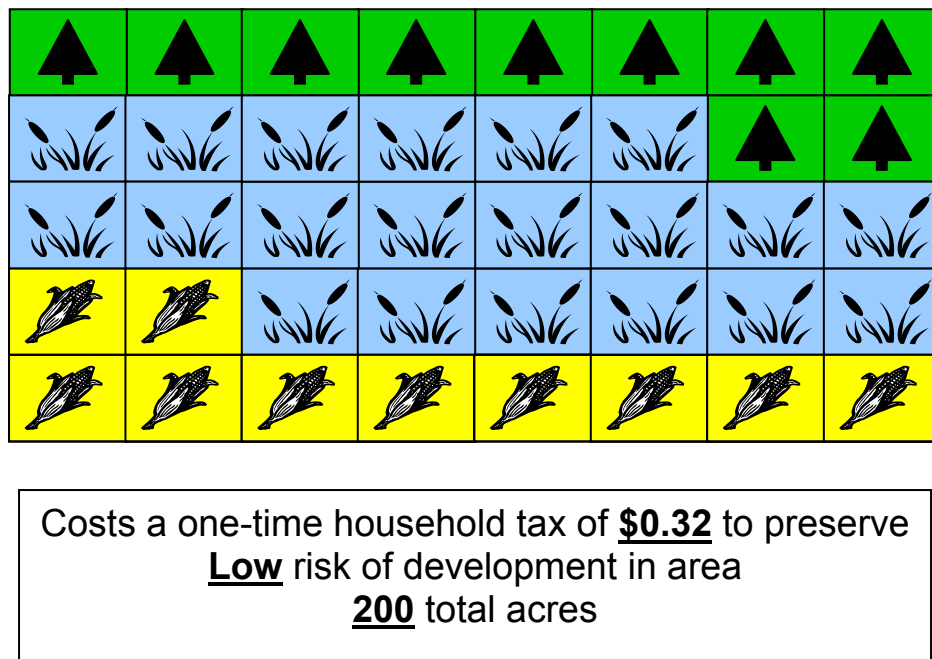 Costs a one-time household tax of $0.32 to preserve
Low risk of development in area
200 total acres